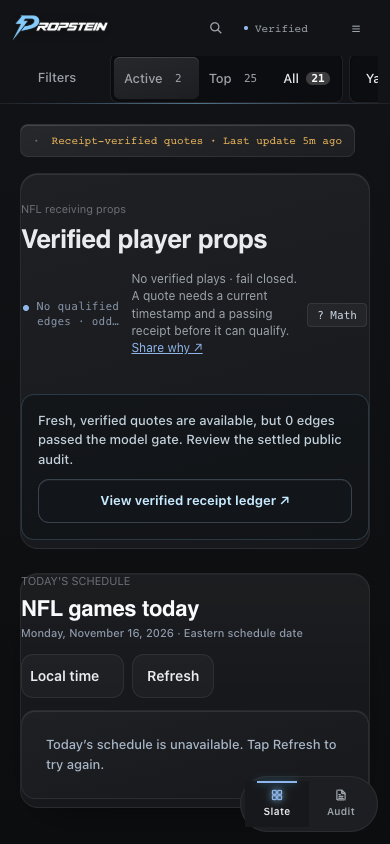 PROPSTEIN
Verified
Filters
Active 2
Top 25
All 21
Receipt-verified quotes · Last update 5m ago
NFL receiving props
Verified player props
No qualified
edges · odd…
No verified plays · fail closed.
A quote needs a current
timestamp and a passing
receipt before it can qualify.
Share why ↗
? Math
Fresh, verified quotes are available, but 0 edges
passed the model gate. Review the settled public
audit.
View verified receipt ledger ↗
TODAY'S SCHEDULE
NFL games today
Monday, November 16, 2026 · Eastern schedule date
Local time
Refresh
Today's schedule is unavailable. Tap Refresh to
try again.
Slate
Audit